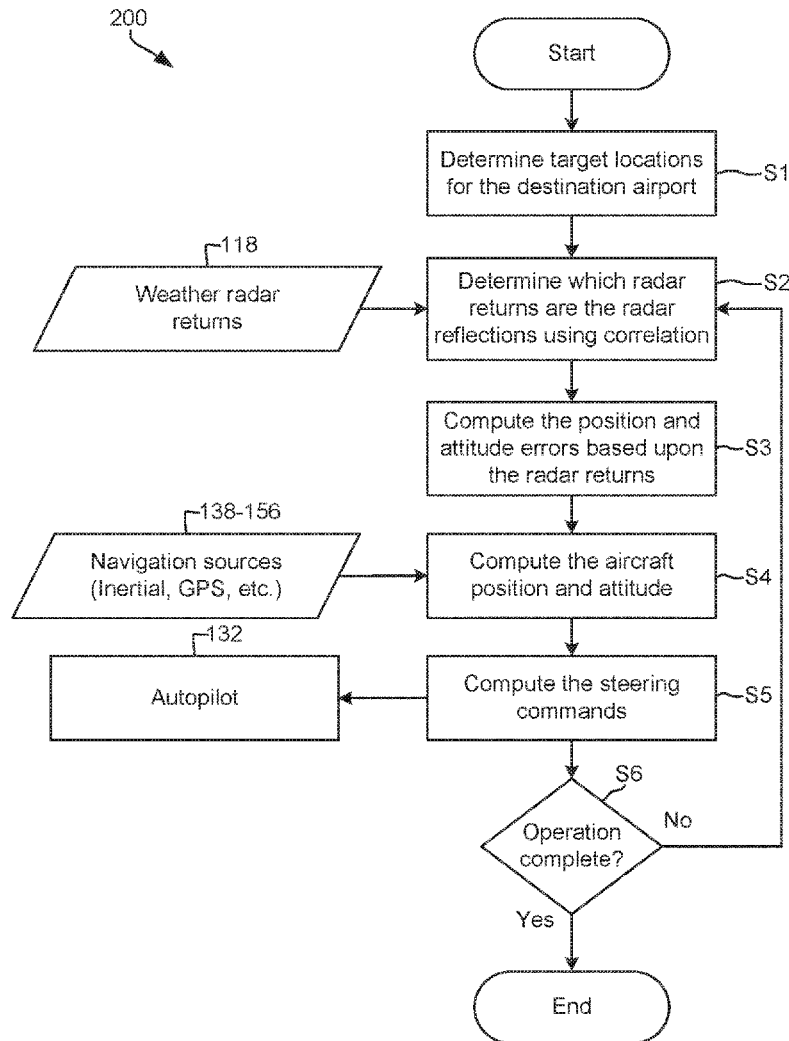 200
Start
Determine target locations
for the destination airport
S1
118
Weather radar
returns
Determine which radar
returns are the radar
reflections using correlation
S2
Compute the position and
attitude errors based upon
the radar returns
S3
138-156
Navigation sources
(Inertial, GPS, etc.)
Compute the aircraft
position and attitude
S4
132
Autopilot
Compute the steering
commands
S5
S6
Operation
complete?
No
Yes
End